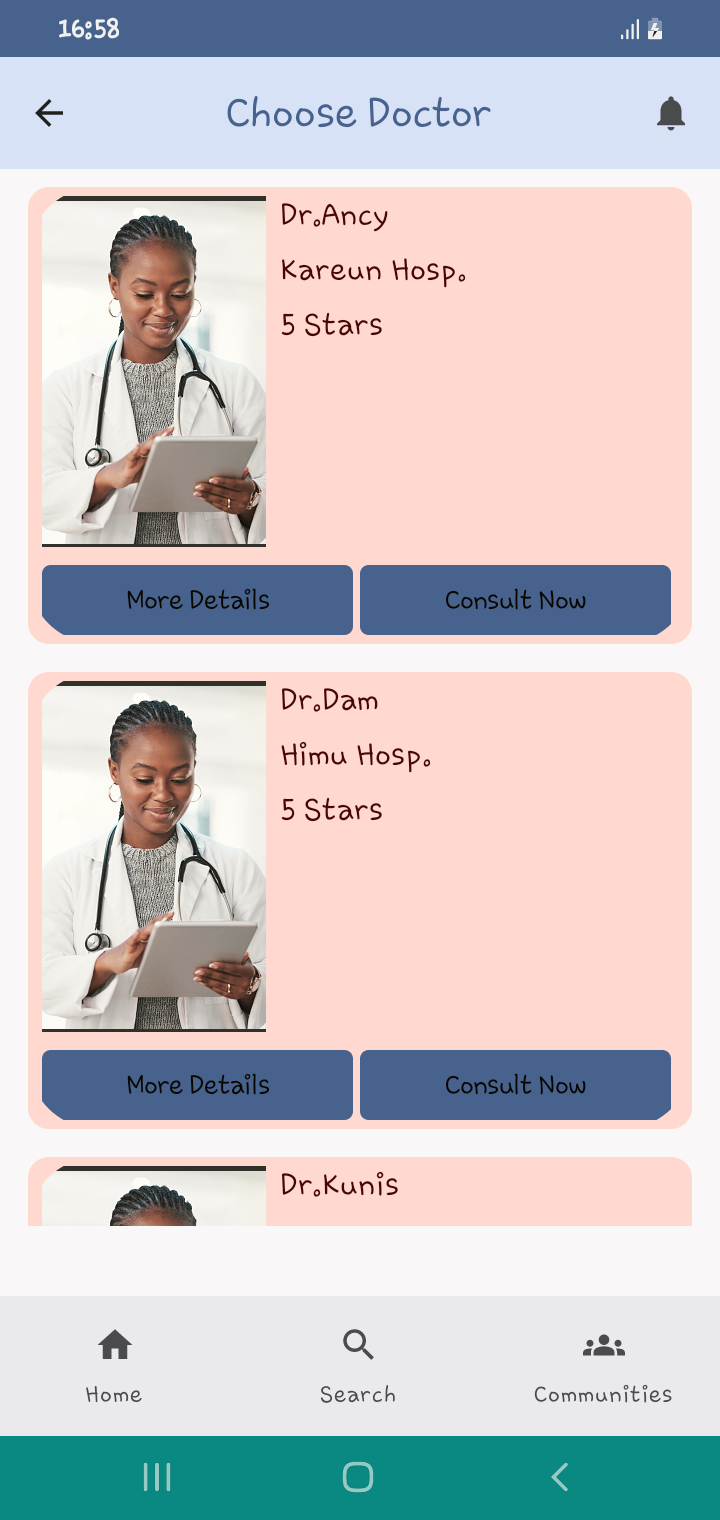 16:58
Choose Doctor
Dr.Ancy
Kareun Hosp.
5 Stars
More Details
Consult Now
Dr.Dam
Himu Hosp.
5 Stars
More Details
Consult Now
Dr.Kunis
Home
Search
Communities